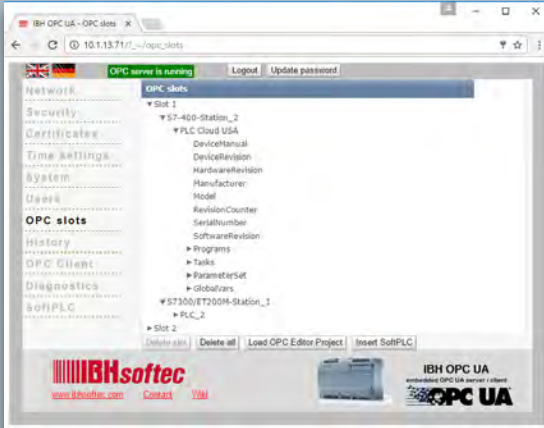 IBH OPC UA - OPC slots
10.1.13.71/?_~/opc_slots
OPC server is running
Logout
Update password
Network
Security
Certificates
Time settings
System
Users
OPC slots
History
OPC Client
Diagnostics
SoftPLC
OPC slots
Slot 1
S7-400-Station_2
PLC Cloud USA
DeviceManual
DeviceRevision
HardwareRevision
Manufacturer
Model
RevisionCounter
SerialNumber
SoftwareRevision
Programs
Tasks
ParameterSet
GlobalVars
S7300/ET200M-Station_1
PLC_2
Slot 2
Delete slot
Delete all
Load OPC Editor Project
Insert SoftPLC
IBHsoftec
www.ibhsoftec.com
Contact
Wiki
IBH OPC UA
embedded OPC UA server / client
OPC UA